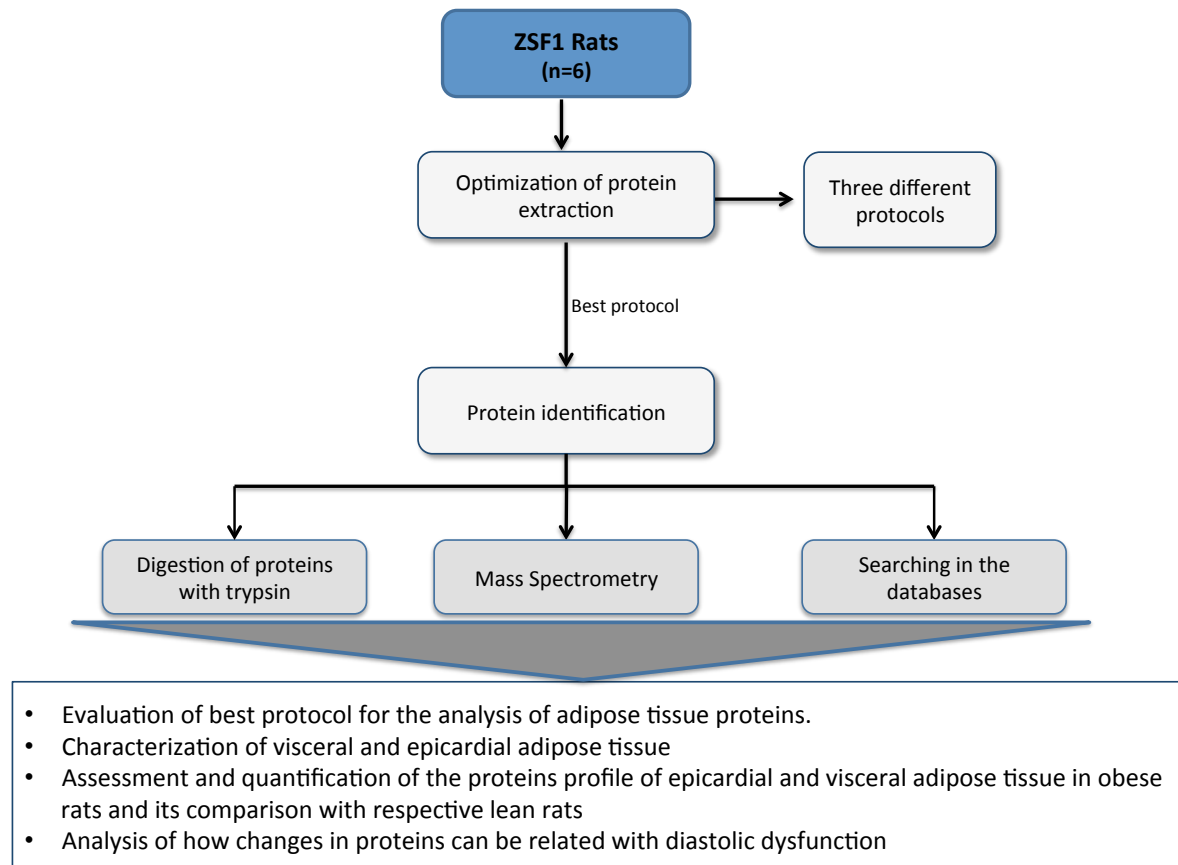 ZSF1 Rats
(n=6)
Optimization of protein
extraction
Three different
protocols
Best protocol
Protein identification
Digestion of proteins
with trypsin
Mass Spectrometry
Searching in the
databases
• Evaluation of best protocol for the analysis of adipose tissue proteins.
• Characterization of visceral and epicardial adipose tissue
• Assessment and quantification of the proteins profile of epicardial and visceral adipose tissue in obese
rats and its comparison with respective lean rats
• Analysis of how changes in proteins can be related with diastolic dysfunction